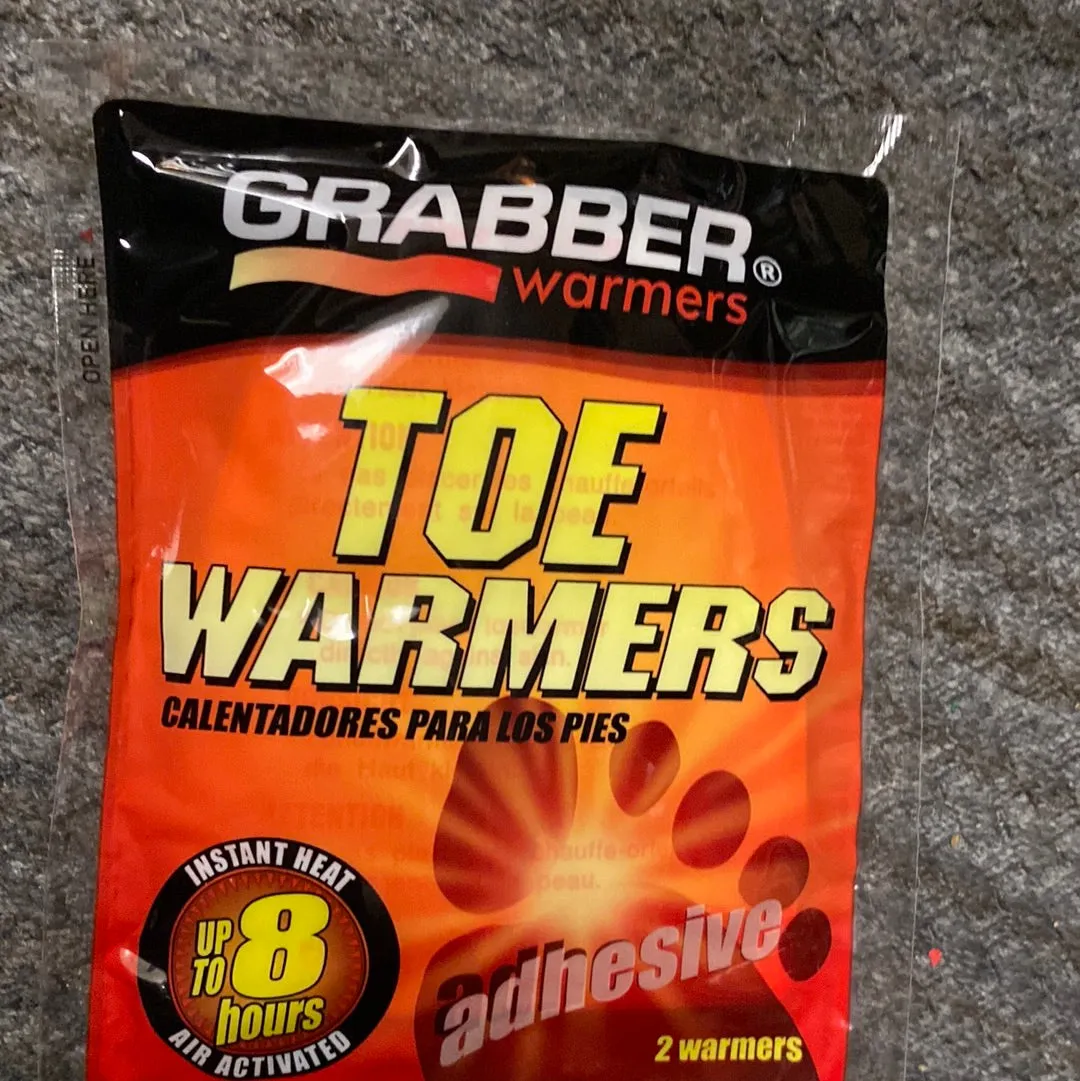 GRABBER®
warmers
OPEN HERE
TOE
WARMERS
CALENTADORES PARA LOS PIES
INSTANT HEAT
UP
TO 8
hours
AIR ACTIVATED
adhesive
2 warmers